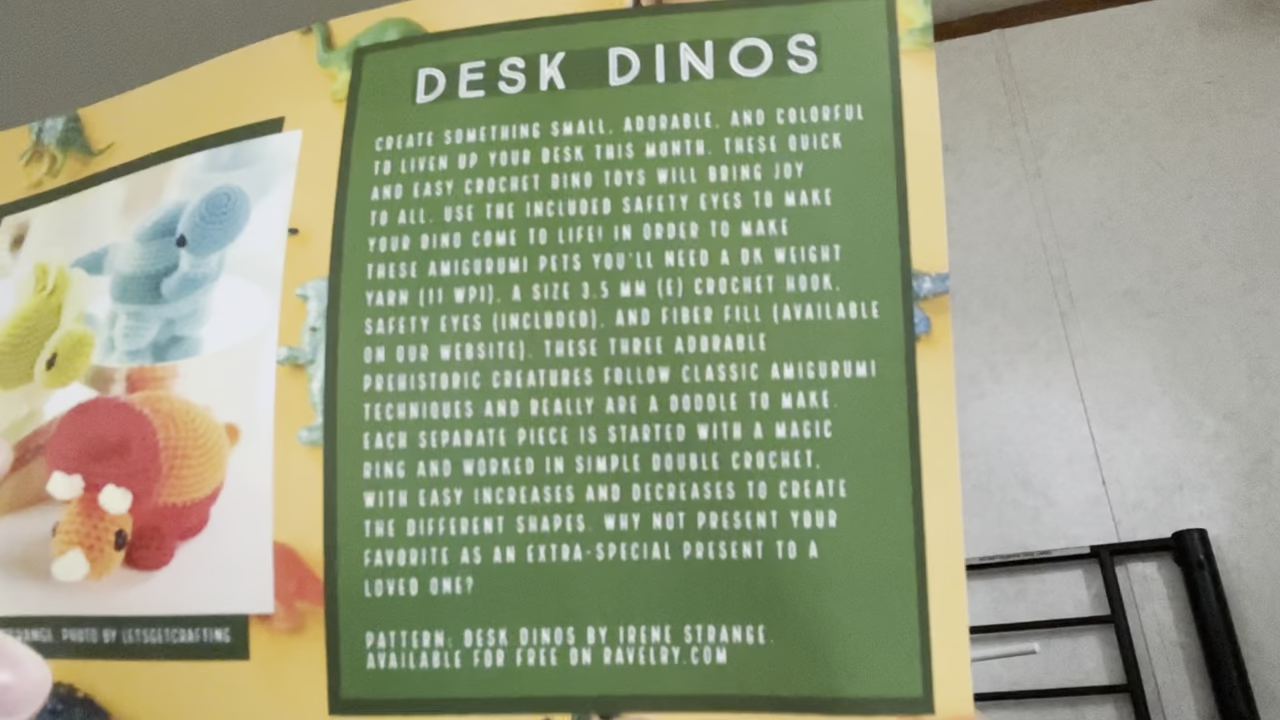 DESK DINOS
CREATE SOMETHING SMALL, ADORABLE, AND COLORFUL
TO LIVEN UP YOUR DESK THIS MONTH. THESE QUICK
AND EASY CROCHET DINO TOYS WILL BRING JOY
TO ALL. USE THE INCLUDED SAFETY EYES TO MAKE
YOUR DINO COME TO LIFE! IN ORDER TO MAKE
THESE AMIGURUMI PETS YOU'LL NEED A DK WEIGHT
YARN (11 WPI), A SIZE 3.5 MM (E) CROCHET HOOK,
SAFETY EYES (INCLUDED), AND FIBER FILL (AVAILABLE
ON OUR WEBSITE). THESE THREE ADORABLE
PREHISTORIC CREATURES FOLLOW CLASSIC AMIGURUMI
TECHNIQUES AND REALLY ARE A DODDLE TO MAKE.
EACH SEPARATE PIECE IS STARTED WITH A MAGIC
RING AND WORKED IN SIMPLE DOUBLE CROCHET,
WITH EASY INCREASES AND DECREASES TO CREATE
THE DIFFERENT SHAPES. WHY NOT PRESENT YOUR
FAVORITE AS AN EXTRA-SPECIAL PRESENT TO A
LOVED ONE?
PATTERN: DESK DINOS BY IRENE STRANGE.
AVAILABLE FOR FREE ON RAVELRY.COM
PHOTO BY LETSGETCRAFTING